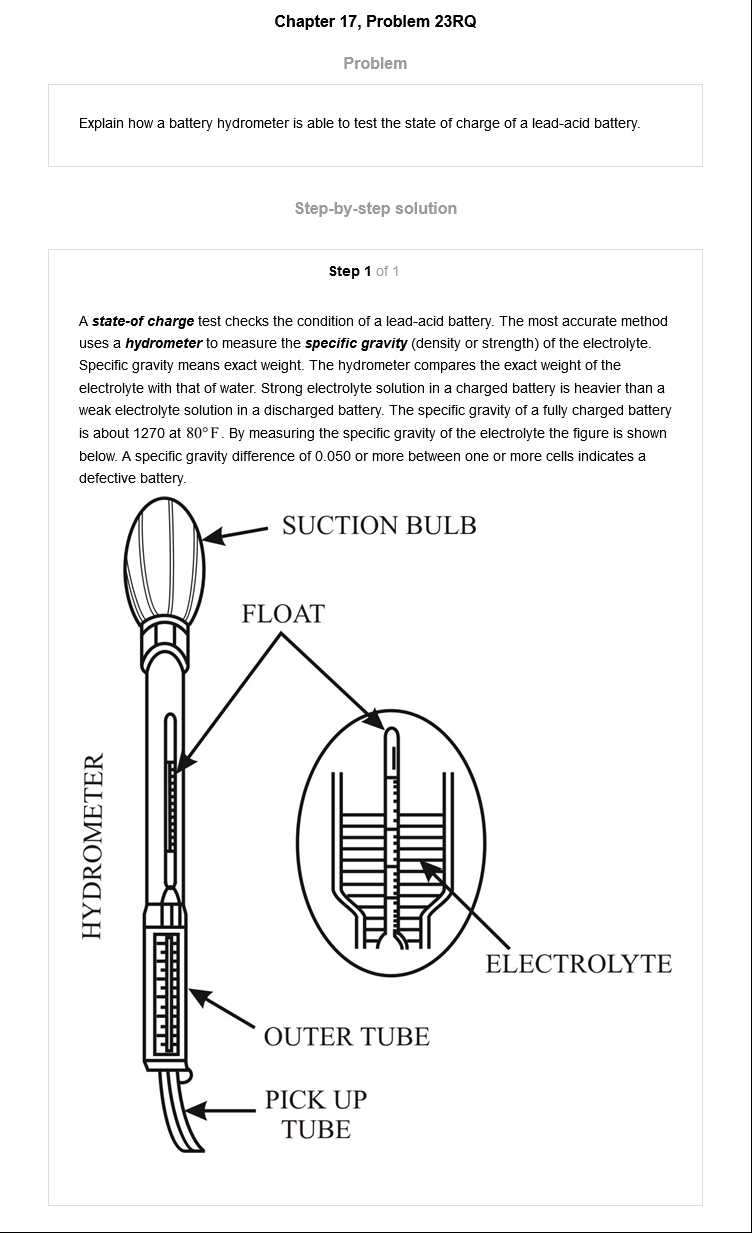 Chapter 17, Problem 23RQ
Problem
Explain how a battery hydrometer is able to test the state of charge of a lead-acid battery.
Step-by-step solution
Step 1 of 1
A state-of charge test checks the condition of a lead-acid battery. The most accurate method
uses a hydrometer to measure the specific gravity (density or strength) of the electrolyte.
Specific gravity means exact weight. The hydrometer compares the exact weight of the
electrolyte with that of water. Strong electrolyte solution in a charged battery is heavier than a
weak electrolyte solution in a discharged battery. The specific gravity of a fully charged battery
is about 1270 at 80°F. By measuring the specific gravity of the electrolyte the figure is shown
below. A specific gravity difference of 0.050 or more between one or more cells indicates a
defective battery.
SUCTION BULB
FLOAT
HYDROMETER
ELECTROLYTE
OUTER TUBE
PICK UP
TUBE